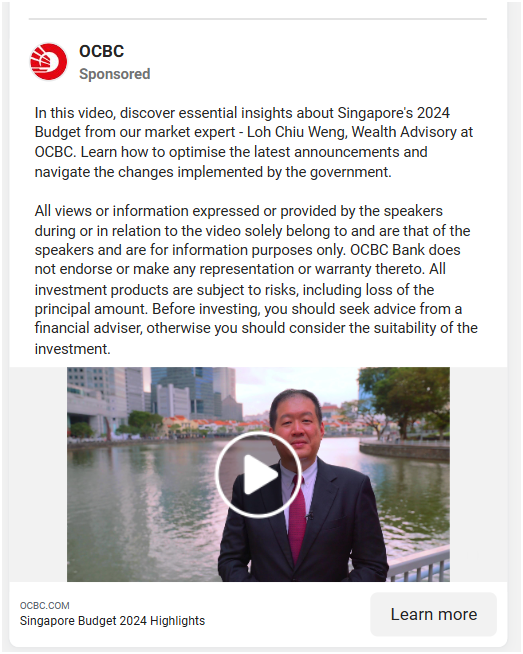 OCBC
Sponsored
In this video, discover essential insights about Singapore's 2024
Budget from our market expert - Loh Chiu Weng, Wealth Advisory at
OCBC. Learn how to optimise the latest announcements and
navigate the changes implemented by the government.
All views or information expressed or provided by the speakers
during or in relation to the video solely belong to and are that of the
speakers and are for information purposes only. OCBC Bank does
not endorse or make any representation or warranty thereto. All
investment products are subject to risks, including loss of the
principal amount. Before investing, you should seek advice from a
financial adviser, otherwise you should consider the suitability of the
investment.
OCBC.COM
Singapore Budget 2024 Highlights
Learn more